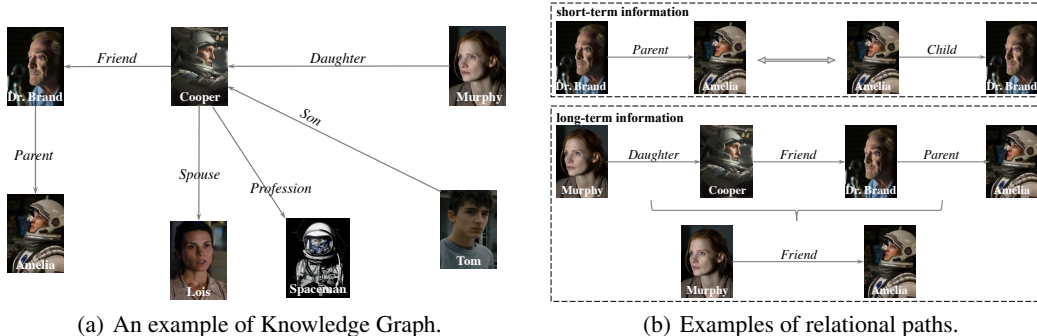 Friend
Daughter
Dr. Brand
Cooper
Murphy
Son
Parent
Spouse
Profession
Amelia
Lois
Spaceman
Tom
(a) An example of Knowledge Graph.
short-term information
Parent
Child
Dr. Brand
Amelia
Amelia
Dr. Brand
long-term information
Daughter
Friend
Parent
Murphy
Cooper
Dr. Brand
Amelia
Friend
Murphy
Amelia
(b) Examples of relational paths.